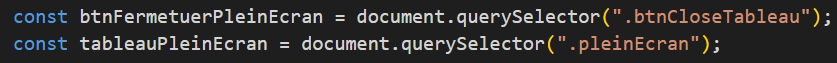 const btnFermetuerPleinEcran = document.querySelector(".btnCloseTableau");
const tableauPleinEcran = document.querySelector(".pleinEcran");